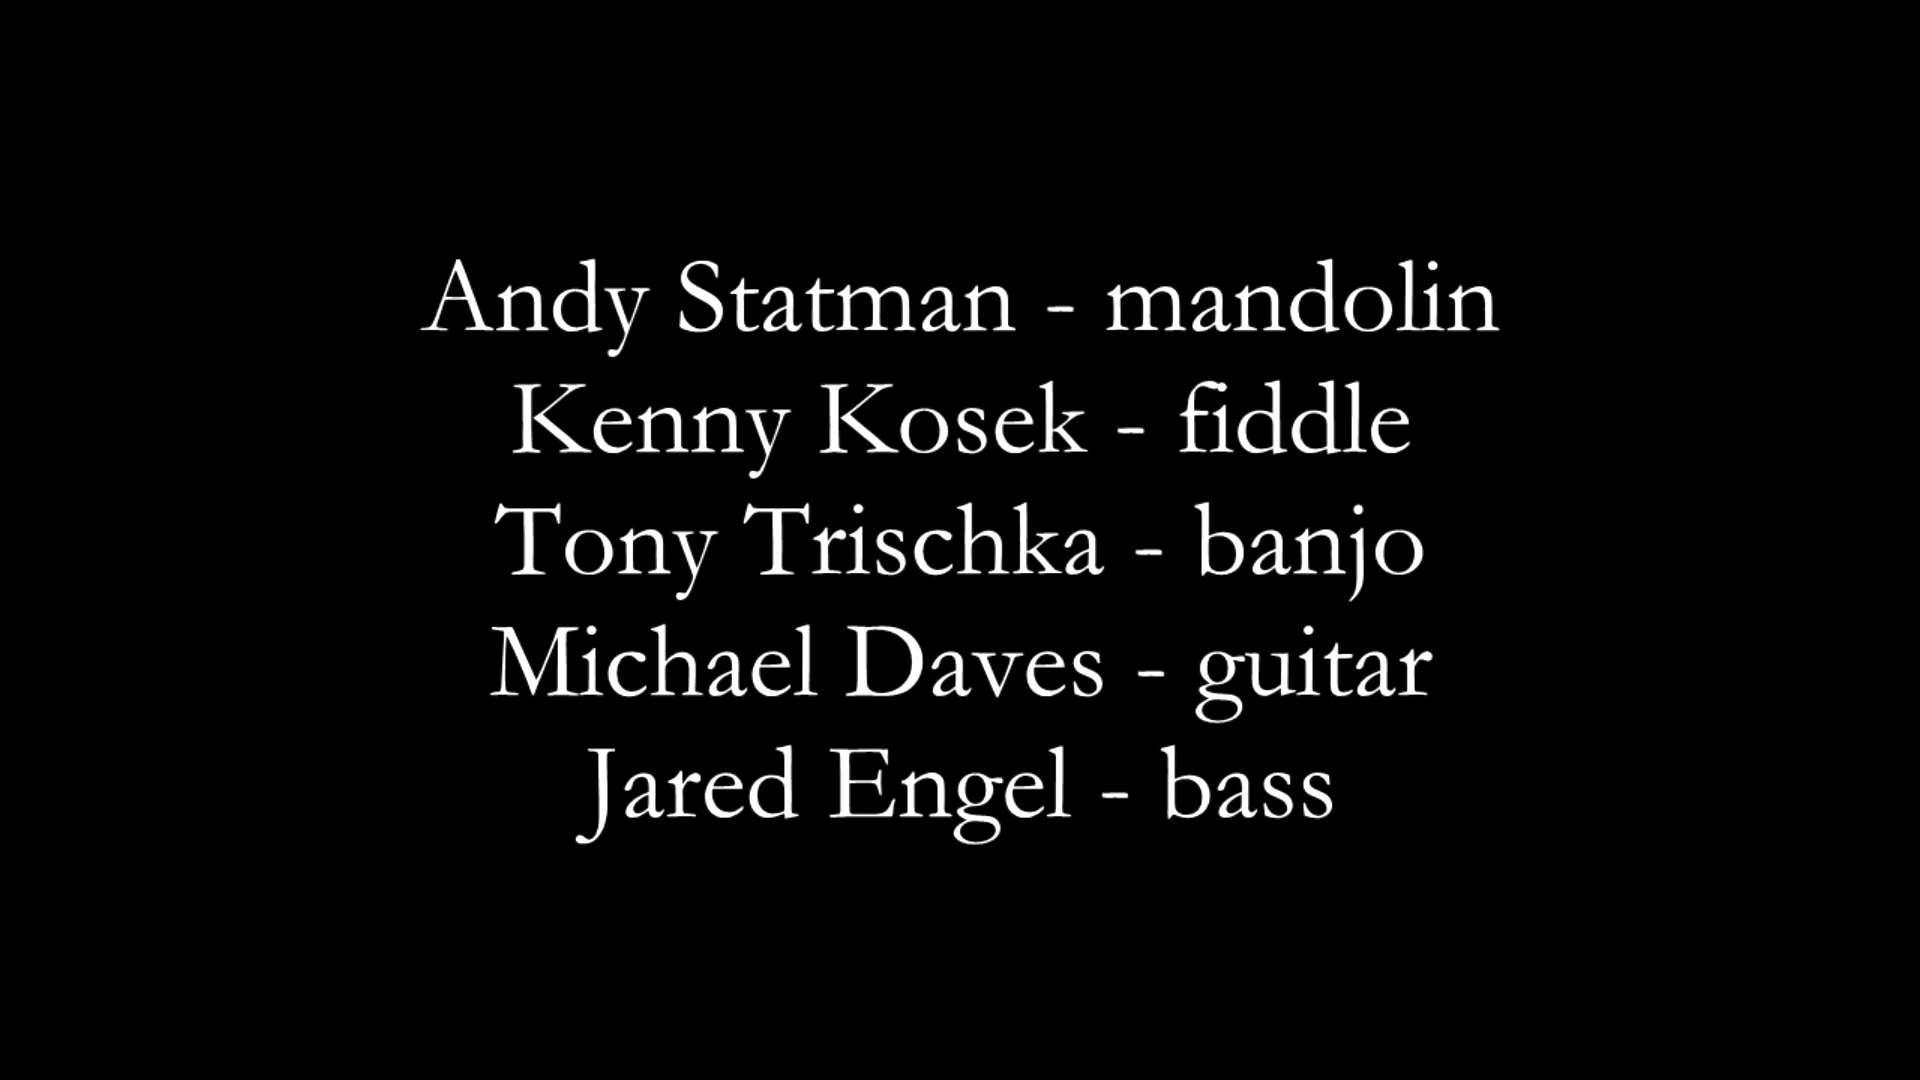 Andy Statman - mandolin
Kenny Kosek - fiddle
Tony Trischka - banjo
Michael Daves - guitar
Jared Engel - bass